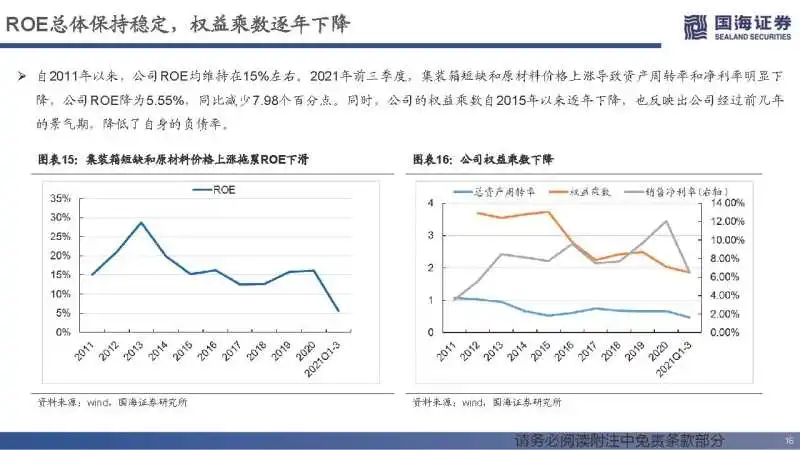 ROE总体保持稳定，权益乘数逐年下降
国海证券
SEALAND SECURITIES
➢ 自2011年以来，公司ROE均维持在15%左右。2021年前三季度，集装箱短缺和原材料价格上涨导致资产周转率和净利率明显下
降，公司ROE降为5.55%，同比减少7.98个百分点。同时，公司的权益乘数自2015年以来逐年下降，也反映出公司经过前几年
的景气期，降低了自身的负债率。
图表15：集装箱短缺和原材料价格上涨拖累ROE下滑
ROE
35%
30%
25%
20%
15%
10%
5%
0%
2011 2012 2013 2014 2015 2016 2017 2018 2019 2020 2021Q1-3
资料来源：wind，国海证券研究所
图表16：公司权益乘数下降
总资产周转率 权益乘数 销售净利率(右轴)
4 14.00%
12.00%
3 10.00%
8.00%
2 6.00%
1 4.00%
2.00%
0 0.00%
2011 2012 2013 2014 2015 2016 2017 2018 2019 2020 2021Q1-3
资料来源：wind，国海证券研究所
请务必阅读附注中免责条款部分
16